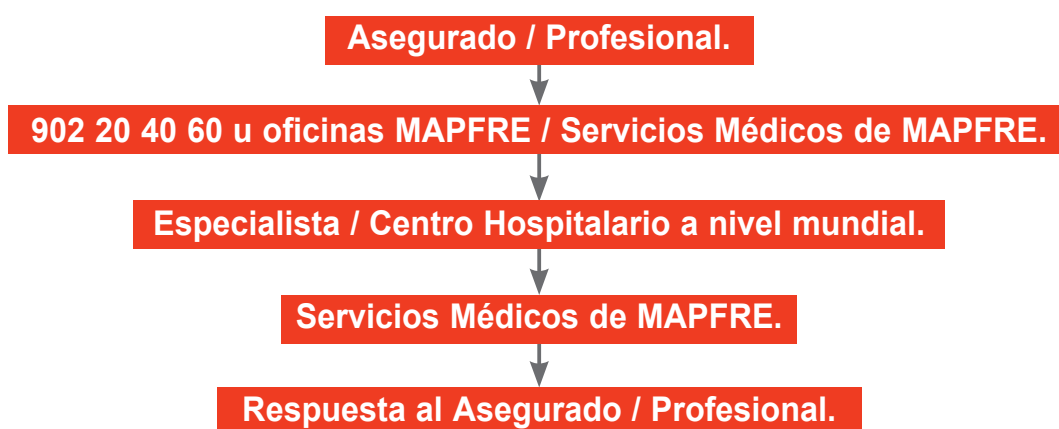 Asegurado / Profesional.
902 20 40 60 u oficinas MAPFRE / Servicios Médicos de MAPFRE.
Especialista / Centro Hospitalario a nivel mundial.
Servicios Médicos de MAPFRE.
Respuesta al Asegurado / Profesional.